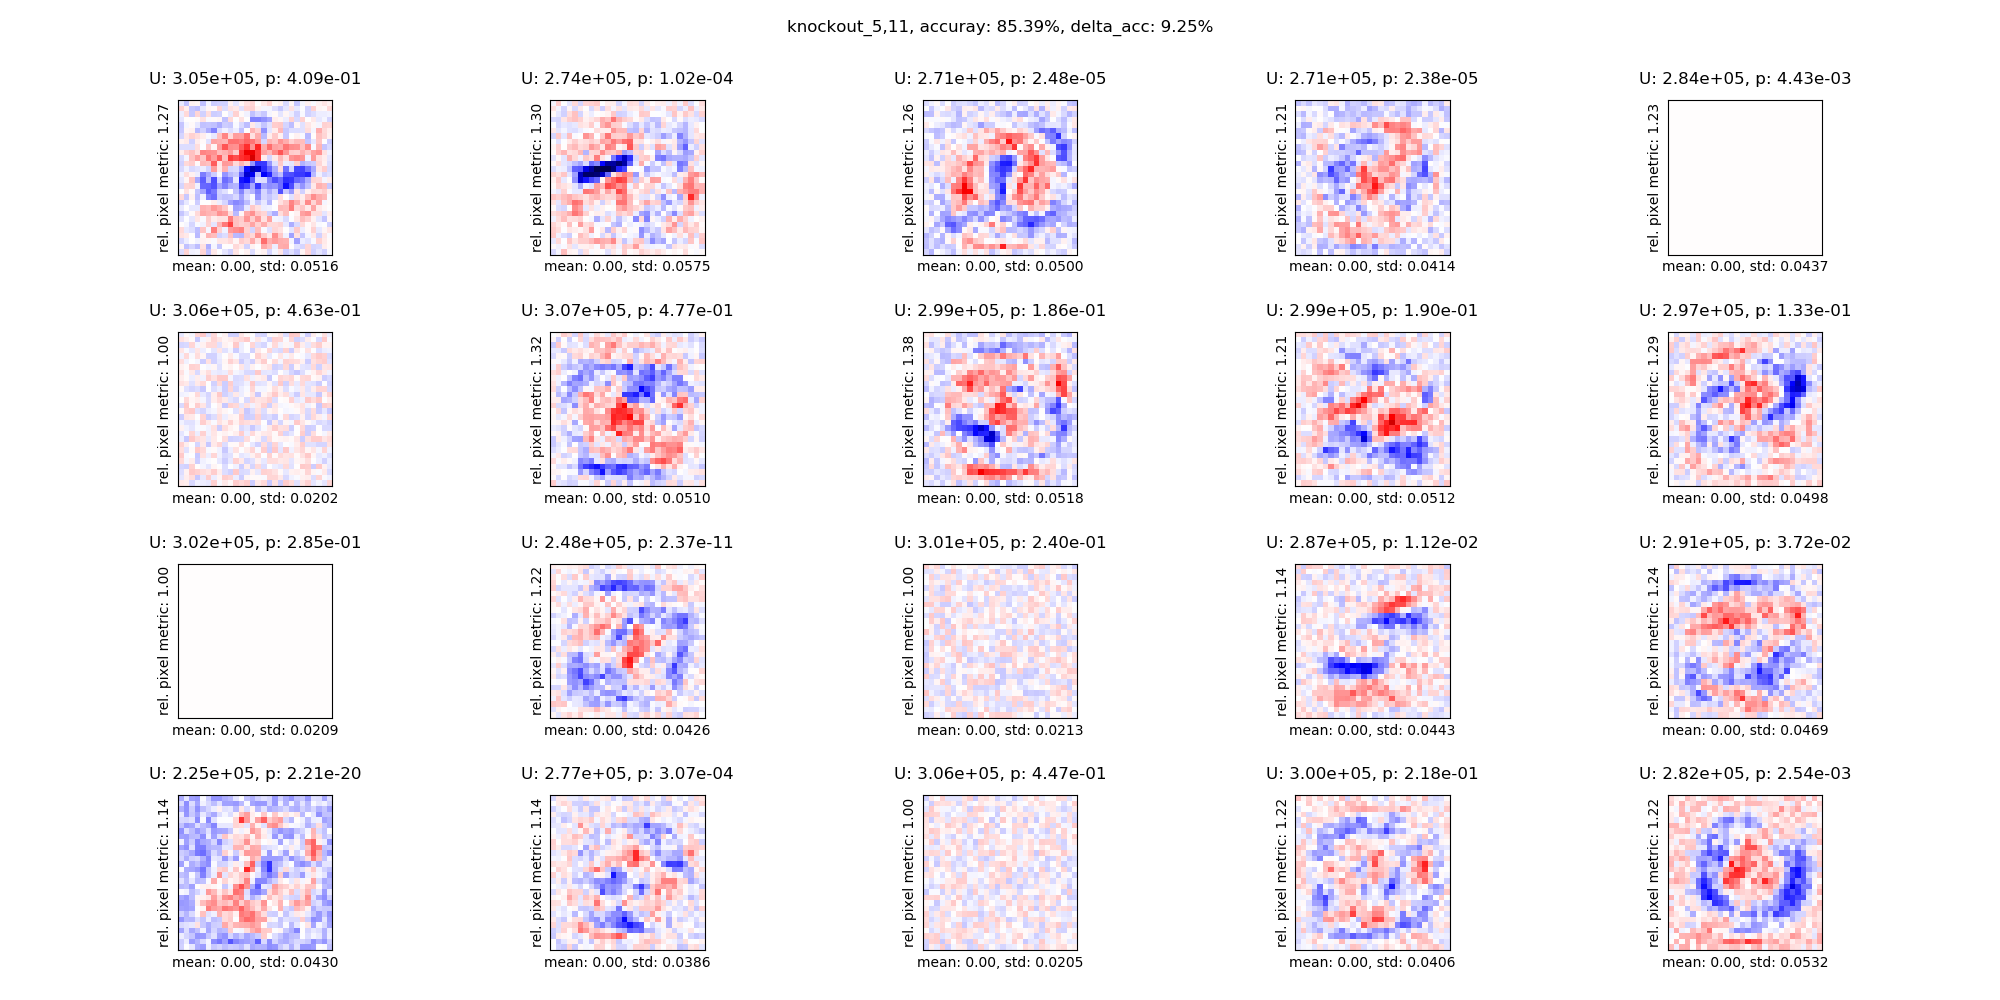 knockout_5,11, accuray: 85.39%, delta_acc: 9.25%
U: 3.05e+05, p: 4.09e-01
rel. pixel metric: 1.27
mean: 0.00, std: 0.0516
U: 2.74e+05, p: 1.02e-04
rel. pixel metric: 1.30
mean: 0.00, std: 0.0575
U: 2.71e+05, p: 2.48e-05
rel. pixel metric: 1.26
mean: 0.00, std: 0.0500
U: 2.71e+05, p: 2.38e-05
rel. pixel metric: 1.21
mean: 0.00, std: 0.0414
U: 2.84e+05, p: 4.43e-03
rel. pixel metric: 1.23
mean: 0.00, std: 0.0437
U: 3.06e+05, p: 4.63e-01
rel. pixel metric: 1.00
mean: 0.00, std: 0.0202
U: 3.07e+05, p: 4.77e-01
rel. pixel metric: 1.32
mean: 0.00, std: 0.0510
U: 2.99e+05, p: 1.86e-01
rel. pixel metric: 1.38
mean: 0.00, std: 0.0518
U: 2.99e+05, p: 1.90e-01
rel. pixel metric: 1.21
mean: 0.00, std: 0.0512
U: 2.97e+05, p: 1.33e-01
rel. pixel metric: 1.29
mean: 0.00, std: 0.0498
U: 3.02e+05, p: 2.85e-01
rel. pixel metric: 1.00
mean: 0.00, std: 0.0209
U: 2.48e+05, p: 2.37e-11
rel. pixel metric: 1.22
mean: 0.00, std: 0.0426
U: 3.01e+05, p: 2.40e-01
rel. pixel metric: 1.00
mean: 0.00, std: 0.0213
U: 2.87e+05, p: 1.12e-02
rel. pixel metric: 1.14
mean: 0.00, std: 0.0443
U: 2.91e+05, p: 3.72e-02
rel. pixel metric: 1.24
mean: 0.00, std: 0.0469
U: 2.25e+05, p: 2.21e-20
rel. pixel metric: 1.14
mean: 0.00, std: 0.0430
U: 2.77e+05, p: 3.07e-04
rel. pixel metric: 1.14
mean: 0.00, std: 0.0386
U: 3.06e+05, p: 4.47e-01
rel. pixel metric: 1.00
mean: 0.00, std: 0.0205
U: 3.00e+05, p: 2.18e-01
rel. pixel metric: 1.22
mean: 0.00, std: 0.0406
U: 2.82e+05, p: 2.54e-03
rel. pixel metric: 1.22
mean: 0.00, std: 0.0532